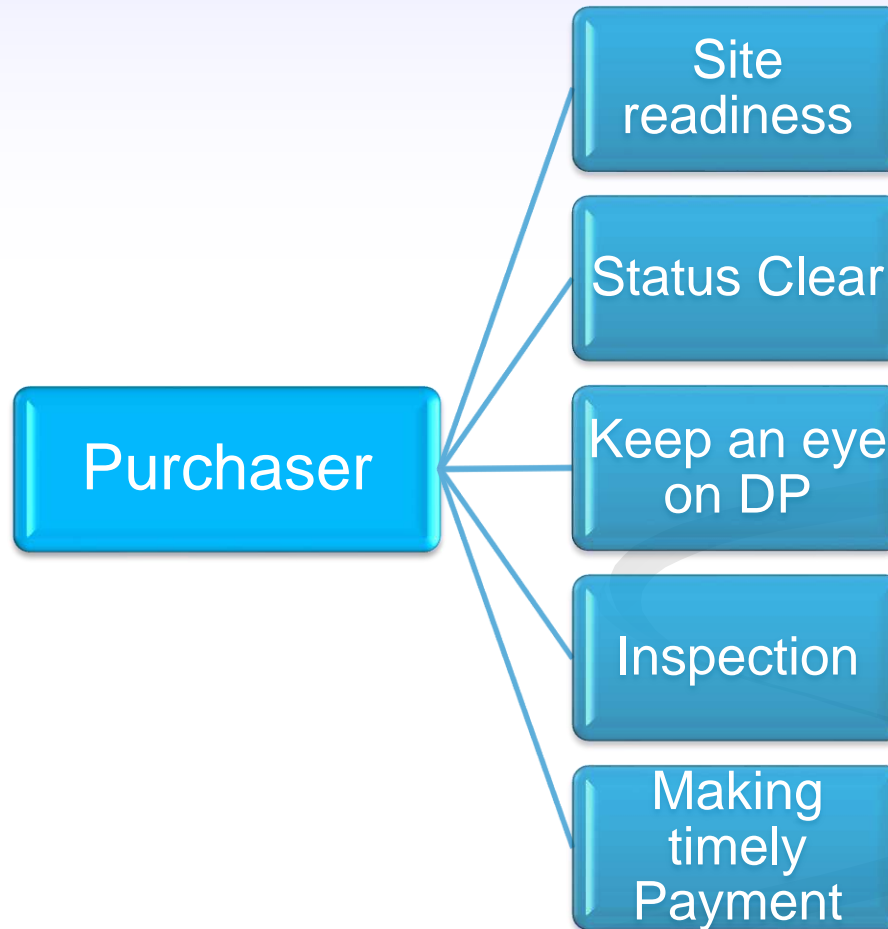 Site
readiness
Status Clear
Purchaser
Keep an eye
on DP
Inspection
Making
timely
Payment